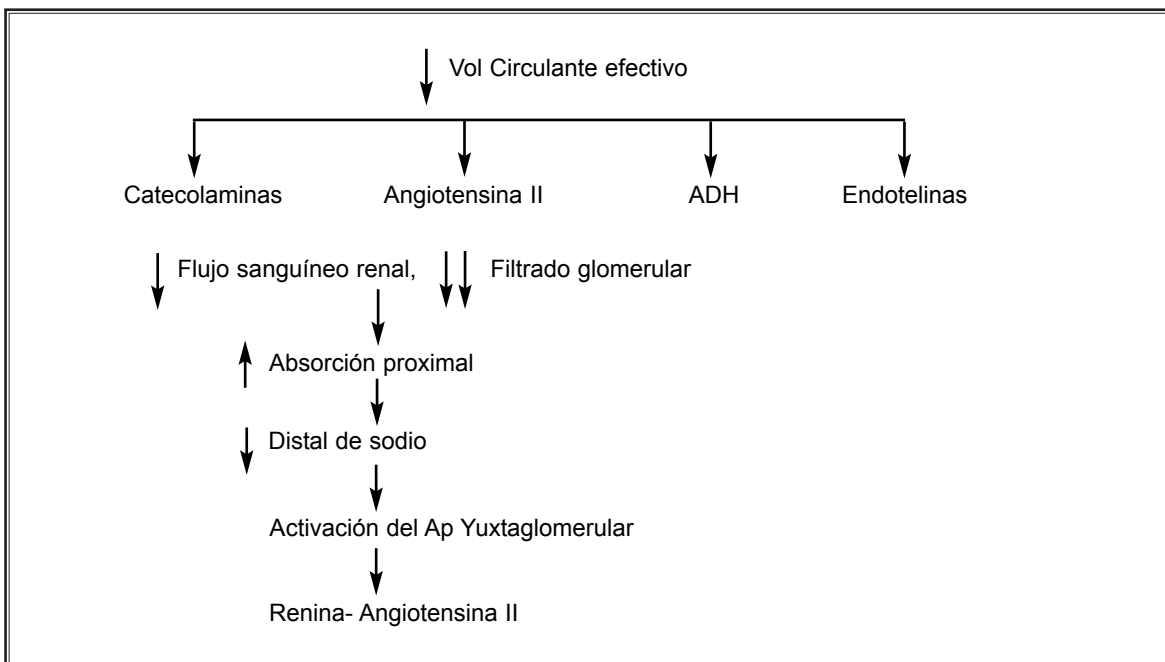 Vol Circulante efectivo
Catecolaminas Angiotensina II ADH Endotelinas
Flujo sanguíneo renal, Filtrado glomerular
Absorción proximal
Distal de sodio
Activación del Ap Yuxtaglomerular
Renina- Angiotensina II